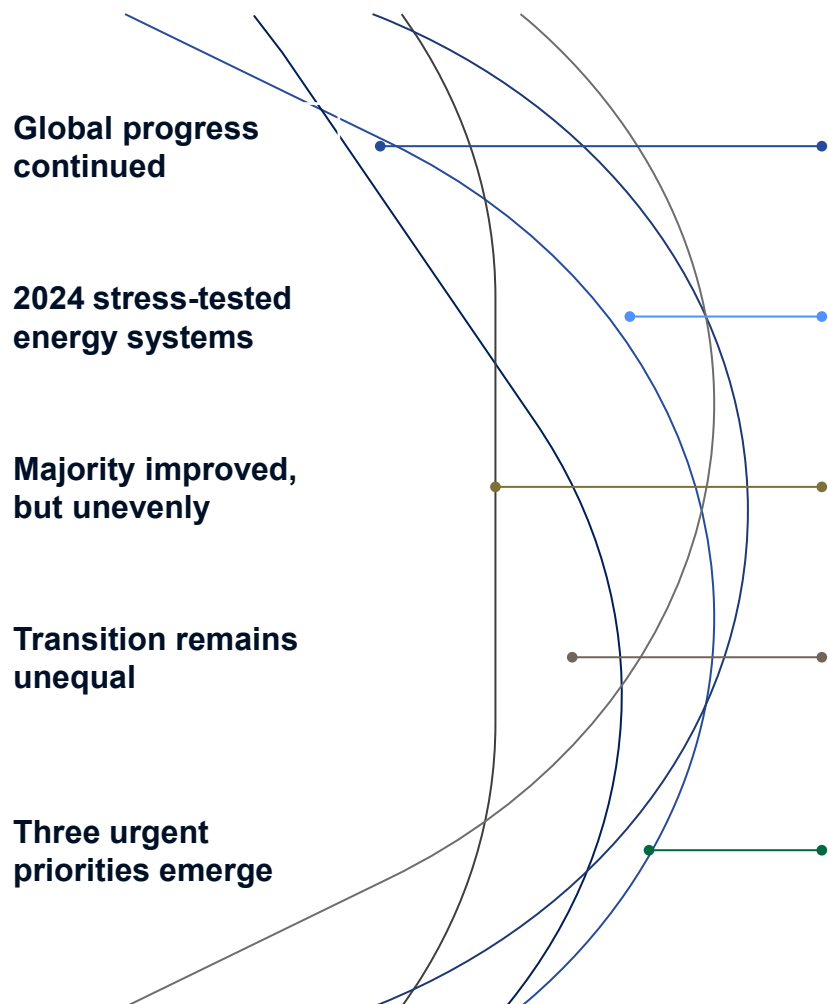 Global progress
continued
2024 stress-tested
energy systems
Majority improved,
but unevenly
Transition remains
unequal
Three urgent
priorities emerge